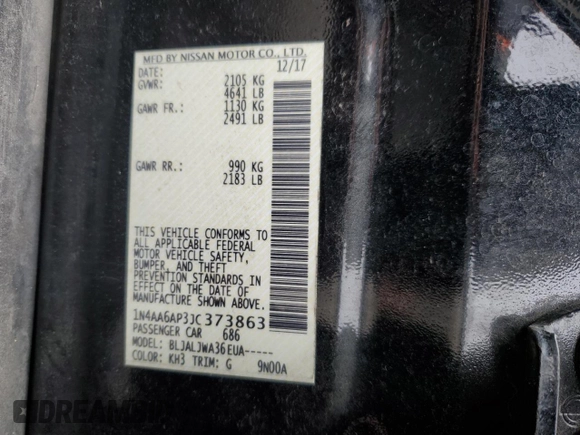 MFD BY NISSAN MOTOR CO., LTD.
DATE: 12/17
GVWR: 2105 KG
4641 LB
GAWR FR.: 1130 KG
2491 LB
GAWR RR.: 990 KG
2183 LB
THIS VEHICLE CONFORMS TO
ALL APPLICABLE FEDERAL
MOTOR VEHICLE SAFETY,
BUMPER, AND THEFT
PREVENTION STANDARDS IN
EFFECT ON THE DATE OF
MANUFACTURE SHOWN ABOVE.
1N4AA6AP3JC373863
PASSENGER CAR 686
MODEL: BLJALJWA36EUA-----
COLOR: KH3 TRIM: G 9N00A